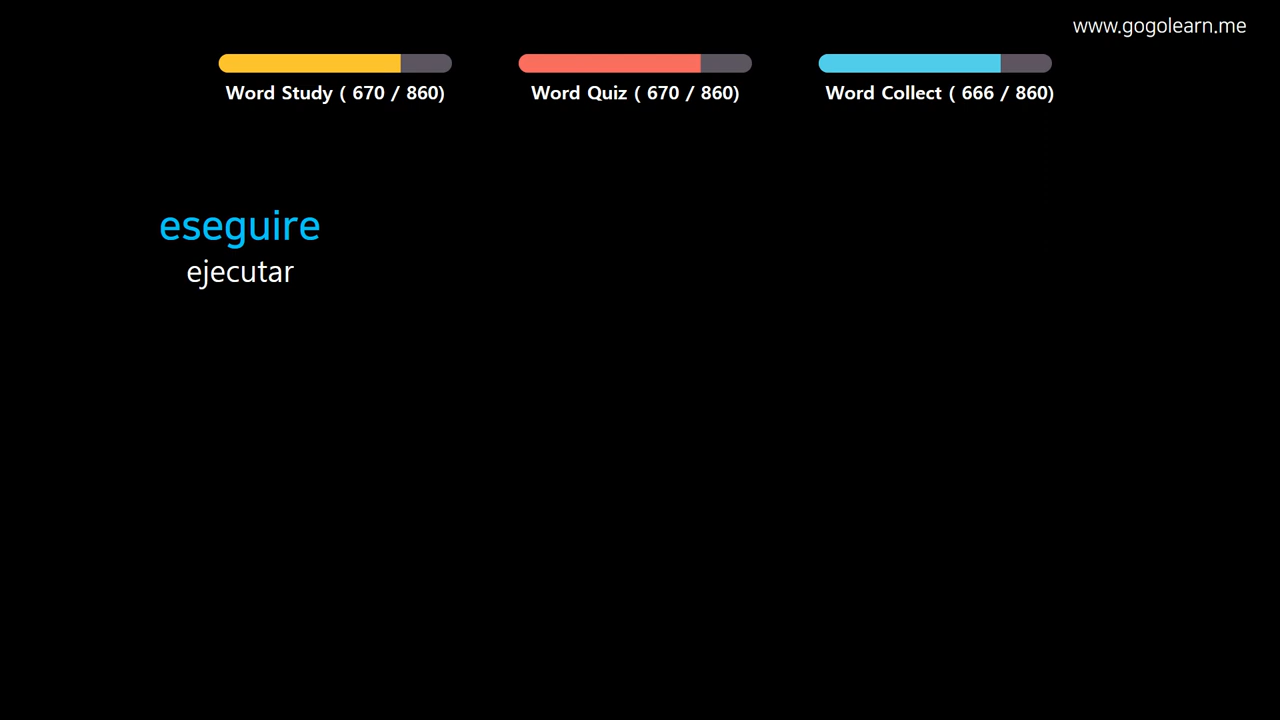 www.gogolearn.me
Word Study ( 670 / 860)
Word Quiz ( 670 / 860)
Word Collect ( 666 / 860)
eseguire
ejecutar